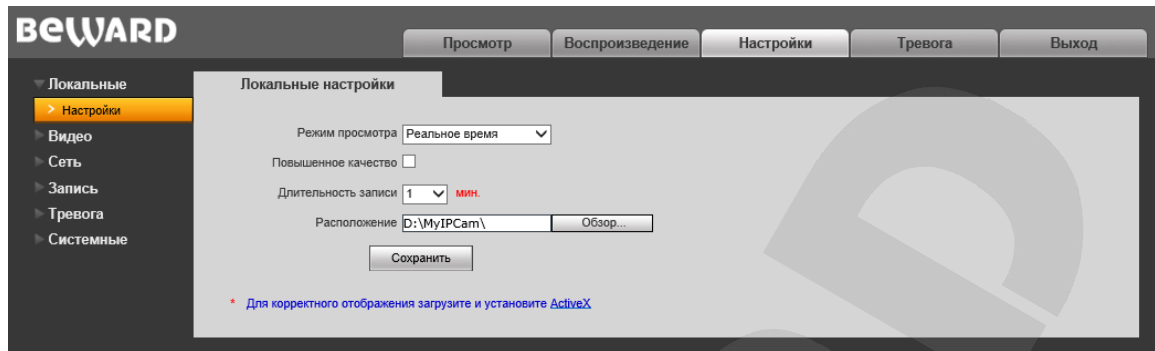 BEWARD
Просмотр Воспроизведение Настройки Тревога Выход
Локальные
Настройки
Видео
Сеть
Запись
Тревога
Системные
Локальные настройки
Режим просмотра Реальное время
Повышенное качество
Длительность записи 1 мин.
Расположение D:\MyIPCam\ Обзор...
Сохранить
* Для корректного отображения загрузите и установите ActiveX